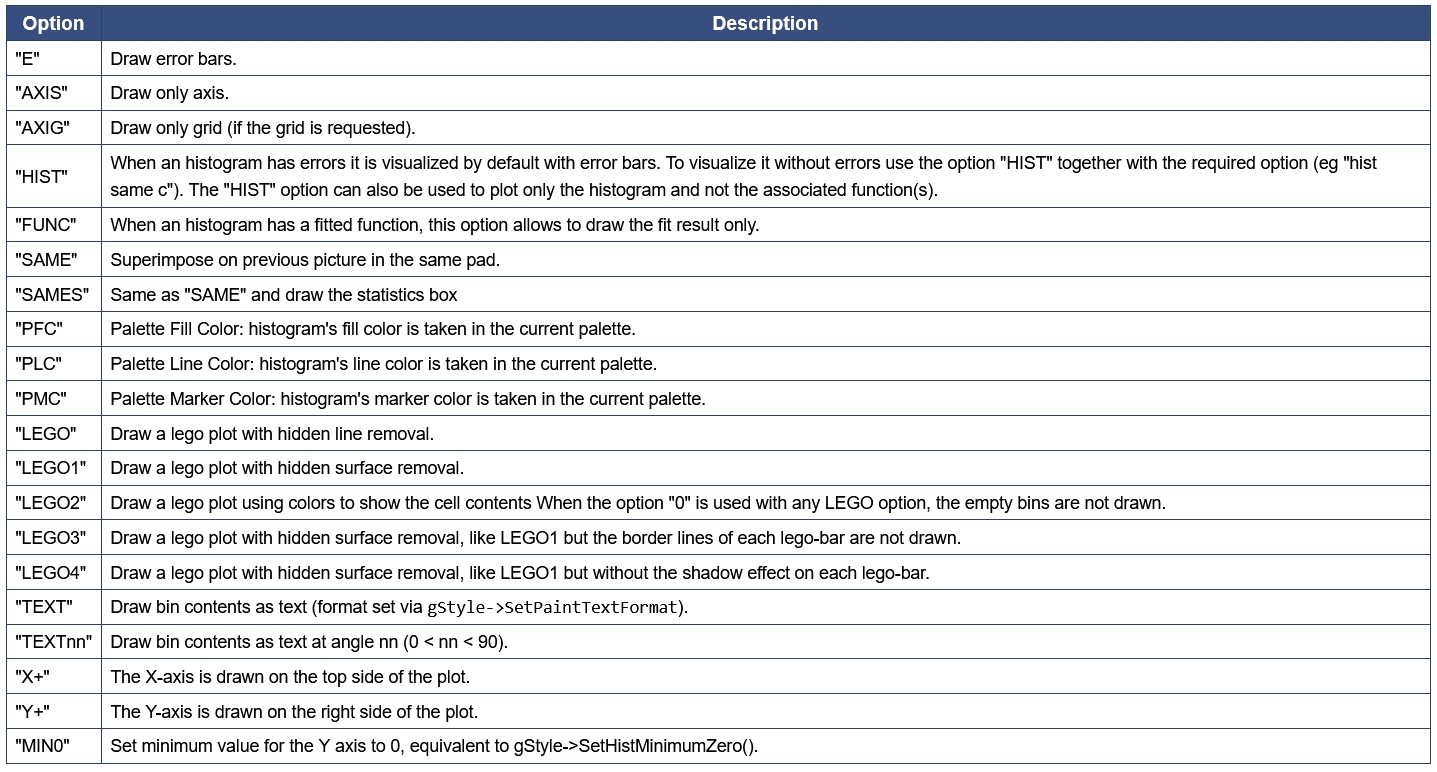 Option Description
"E" Draw error bars.
"AXIS" Draw only axis.
"AXIG" Draw only grid (if the grid is requested).
"HIST" When an histogram has errors it is visualized by default with error bars. To visualize it without errors use the option "HIST" together with the required option (eg "hist
same c"). The "HIST" option can also be used to plot only the histogram and not the associated function(s).
"FUNC" When an histogram has a fitted function, this option allows to draw the fit result only.
"SAME" Superimpose on previous picture in the same pad.
"SAMES" Same as "SAME" and draw the statistics box
"PFC" Palette Fill Color: histogram's fill color is taken in the current palette.
"PLC" Palette Line Color: histogram's line color is taken in the current palette.
"PMC" Palette Marker Color: histogram's marker color is taken in the current palette.
"LEGO" Draw a lego plot with hidden line removal.
"LEGO1" Draw a lego plot with hidden surface removal.
"LEGO2" Draw a lego plot using colors to show the cell contents When the option "0" is used with any LEGO option, the empty bins are not drawn.
"LEGO3" Draw a lego plot with hidden surface removal, like LEGO1 but the border lines of each lego-bar are not drawn.
"LEGO4" Draw a lego plot with hidden surface removal, like LEGO1 but without the shadow effect on each lego-bar.
"TEXT" Draw bin contents as text (format set via gStyle->SetPaintTextFormat).
"TEXTnn" Draw bin contents as text at angle nn (0 < nn < 90).
"X+" The X-axis is drawn on the top side of the plot.
"Y+" The Y-axis is drawn on the right side of the plot.
"MIN0" Set minimum value for the Y axis to 0, equivalent to gStyle->SetHistMinimumZero().